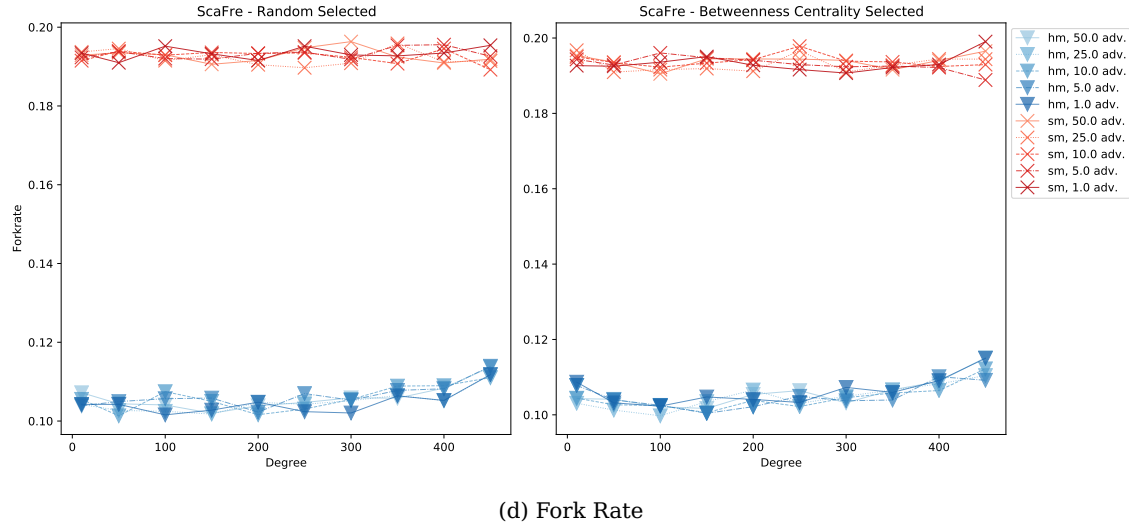 ScaFre - Random Selected
0.20
0.18
0.16
0.14
0.12
0.10
Forkrate
0
100
200
300
400
Degree
ScaFre - Betweenness Centrality Selected
0.20
0.18
0.16
0.14
0.12
0.10
0
100
200
300
400
Degree
hm, 50.0 adv.
hm, 25.0 adv.
hm, 10.0 adv.
hm, 5.0 adv.
hm, 1.0 adv.
sm, 50.0 adv.
sm, 25.0 adv.
sm, 10.0 adv.
sm, 5.0 adv.
sm, 1.0 adv.
(d) Fork Rate